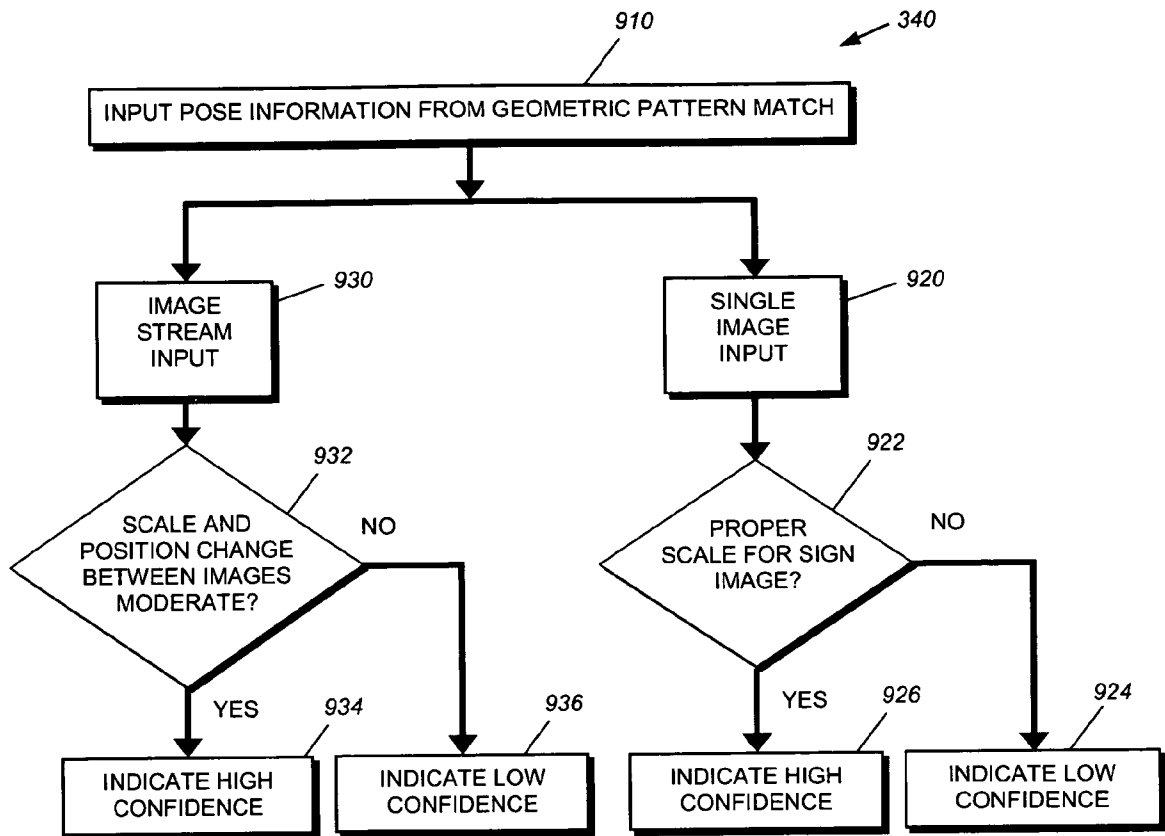 910
340
INPUT POSE INFORMATION FROM GEOMETRIC PATTERN MATCH
930
IMAGE
STREAM
INPUT
920
SINGLE
IMAGE
INPUT
932
SCALE AND
POSITION CHANGE
BETWEEN IMAGES
MODERATE?
NO
YES
922
PROPER
SCALE FOR SIGN
IMAGE?
NO
YES
934
INDICATE HIGH
CONFIDENCE
936
INDICATE LOW
CONFIDENCE
926
INDICATE HIGH
CONFIDENCE
924
INDICATE LOW
CONFIDENCE